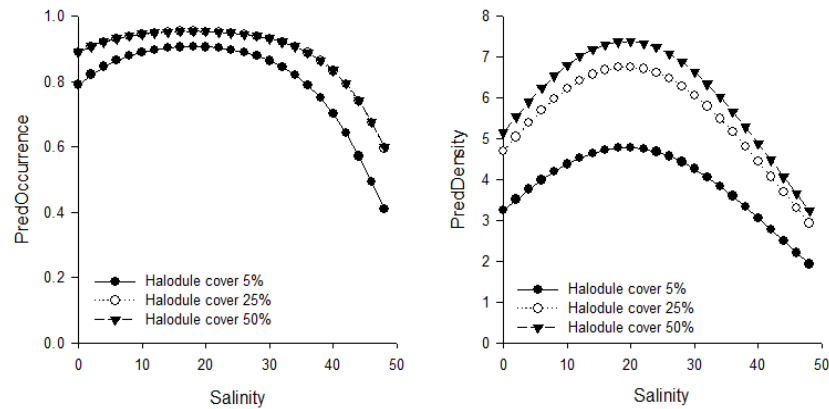 1.0
0.8
0.6
0.4
0.2
0.0
PredOccurrence
Halodule cover 5%
Halodule cover 25%
Halodule cover 50%
0 10 20 30 40 50
Salinity
8
7
6
5
4
3
2
1
0
PredDensity
Halodule cover 5%
Halodule cover 25%
Halodule cover 50%
0 10 20 30 40 50
Salinity